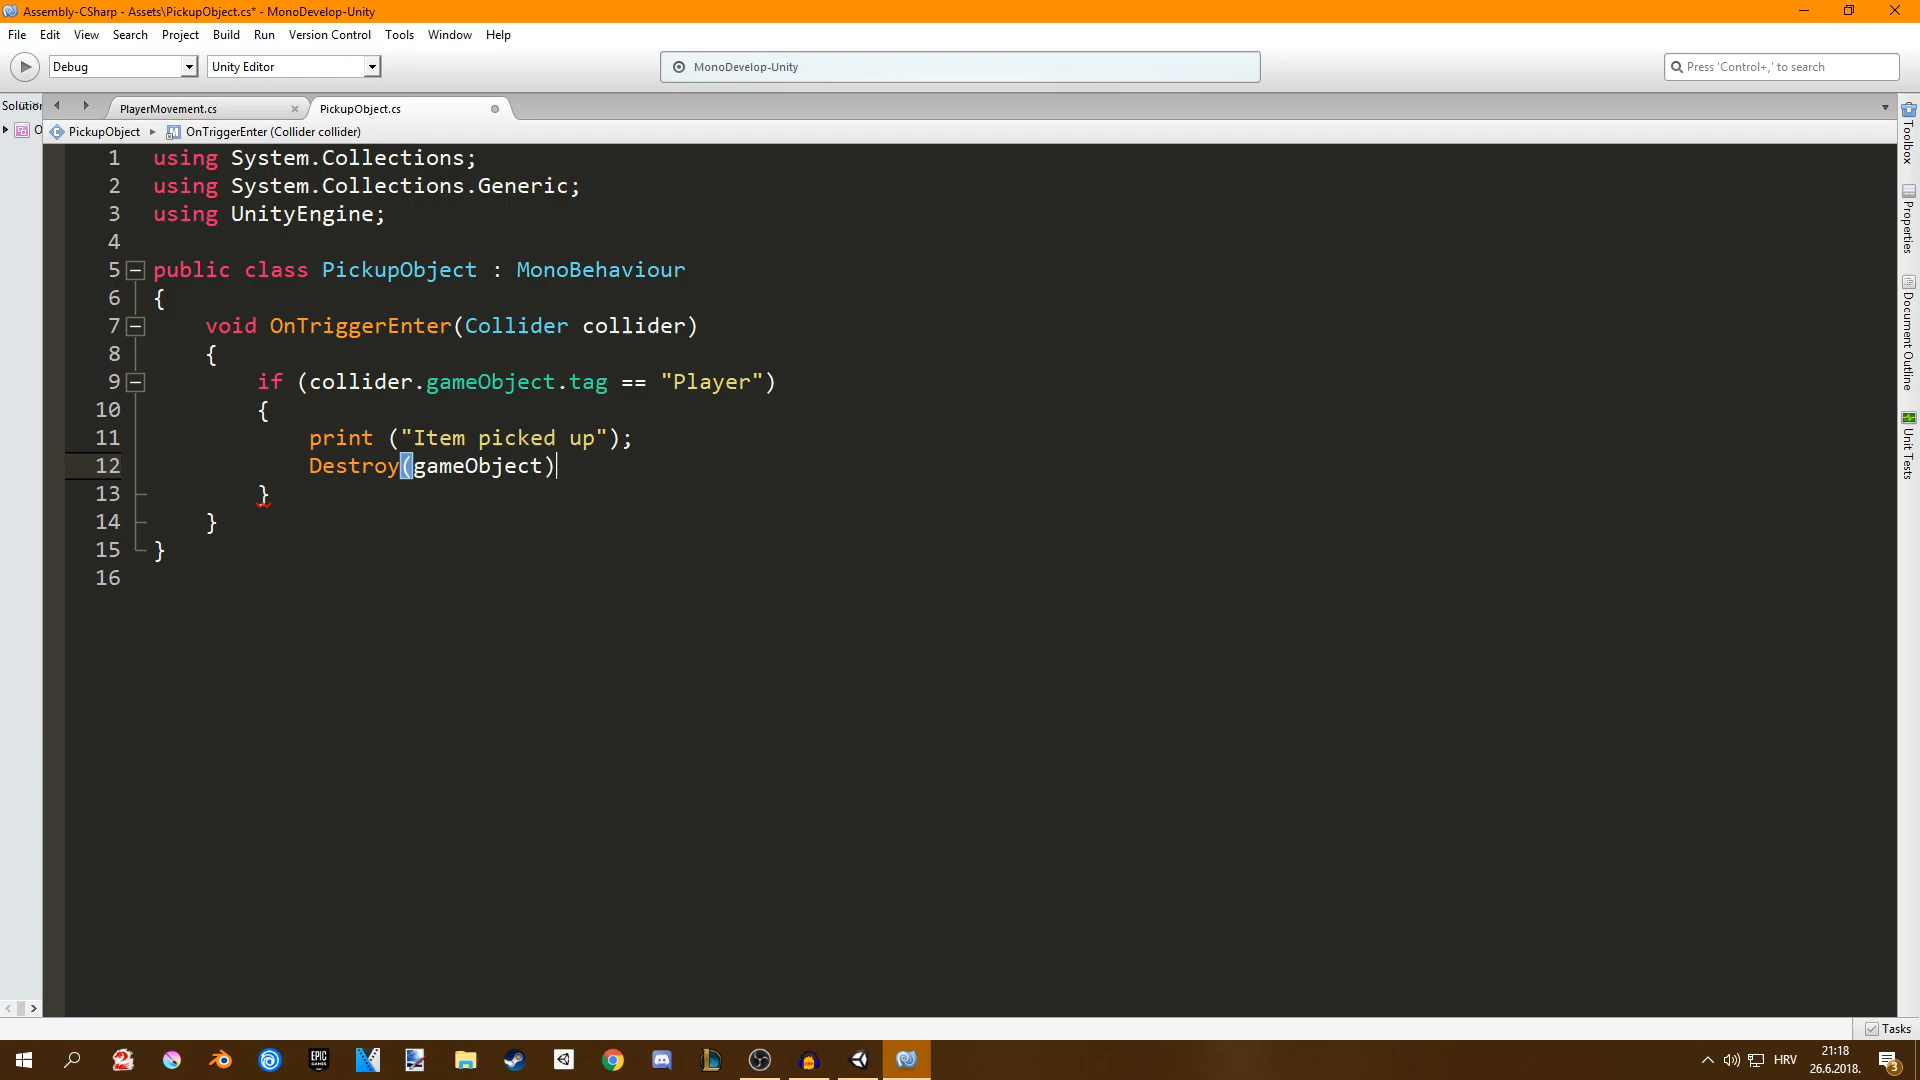 Assembly-CSharp - Assets\PickupObject.cs* - MonoDevelop-Unity
File Edit View Search Project Build Run Version Control Tools Window Help
Debug Unity Editor MonoDevelop-Unity Press 'Control+,' to search
Solution PlayerMovement.cs PickupObject.cs
PickupObject OnTriggerEnter (Collider collider)
1 using System.Collections;
2 using System.Collections.Generic;
3 using UnityEngine;
4
5 public class PickupObject : MonoBehaviour
6 {
7 void OnTriggerEnter(Collider collider)
8 {
9 if (collider.gameObject.tag == "Player")
10 {
11 print ("Item picked up");
12 Destroy(gameObject)
13 }
14 }
15 }
16
Toolbox
Properties
Document Outline
Unit Tests
Tasks
EPIC GAMES
HRV
21:18
26.6.2018.
3